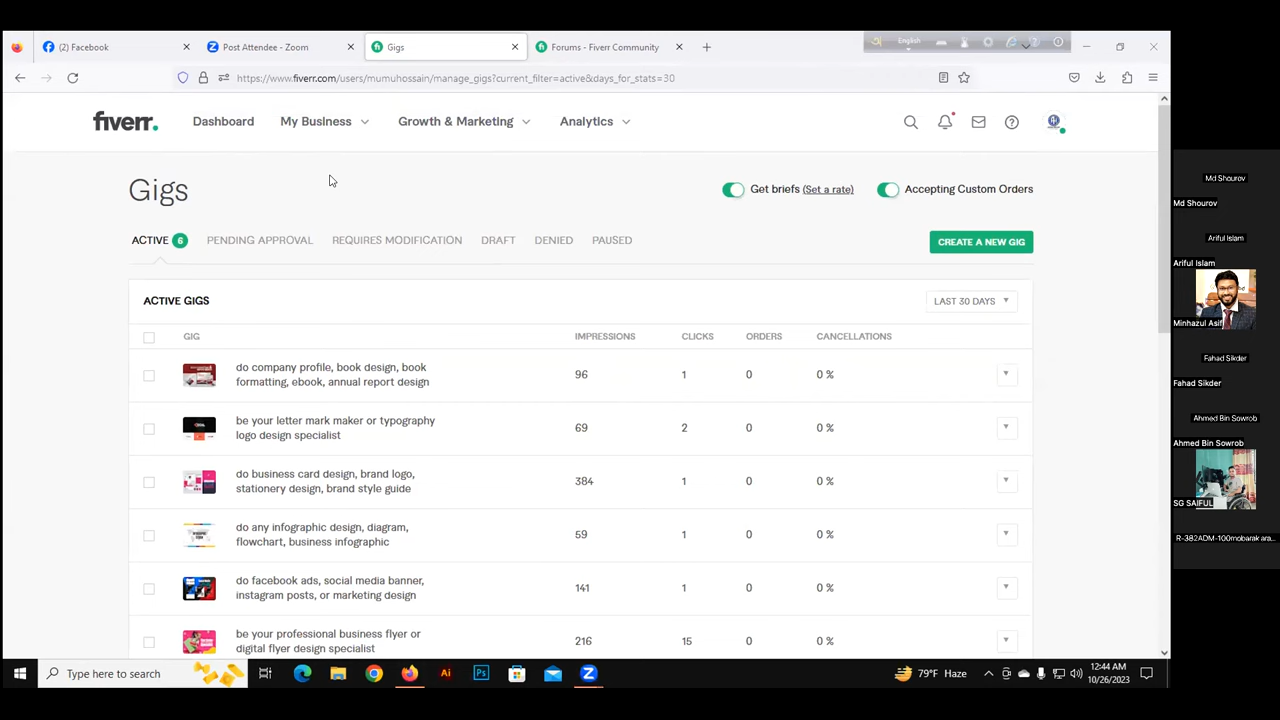 (2) Facebook
Post Attendee - Zoom
Gigs
Forums - Fiverr Community
English
https://www.fiverr.com/users/mumuhossain/manage_gigs?current_filter=active&days_for_stats=30
fiverr.
Dashboard
My Business
Growth & Marketing
Analytics
Gigs
Get briefs (Set a rate)
Accepting Custom Orders
ACTIVE 6
PENDING APPROVAL
REQUIRES MODIFICATION
DRAFT
DENIED
PAUSED
CREATE A NEW GIG
ACTIVE GIGS
LAST 30 DAYS
GIG
IMPRESSIONS
CLICKS
ORDERS
CANCELLATIONS
do company profile, book design, book
formatting, ebook, annual report design
96
1
0
0 %
be your letter mark maker or typography
logo design specialist
69
2
0
0 %
do business card design, brand logo,
stationery design, brand style guide
384
1
0
0 %
do any infographic design, diagram,
flowchart, business infographic
59
1
0
0 %
do facebook ads, social media banner,
instagram posts, or marketing design
141
1
0
0 %
be your professional business flyer or
digital flyer design specialist
216
15
0
0 %
Type here to search
Ai
Ps
79°F Haze
12:44 AM
10/26/2023
Md Shourov
Md Shourov
Ariful Islam
Ariful Islam
Minhazul Asif
Fahad Sikder
Fahad Sikder
Ahmed Bin Sowrob
Ahmed Bin Sowrob
SG SAIFUL
R-382ADM-100mobarak ara...